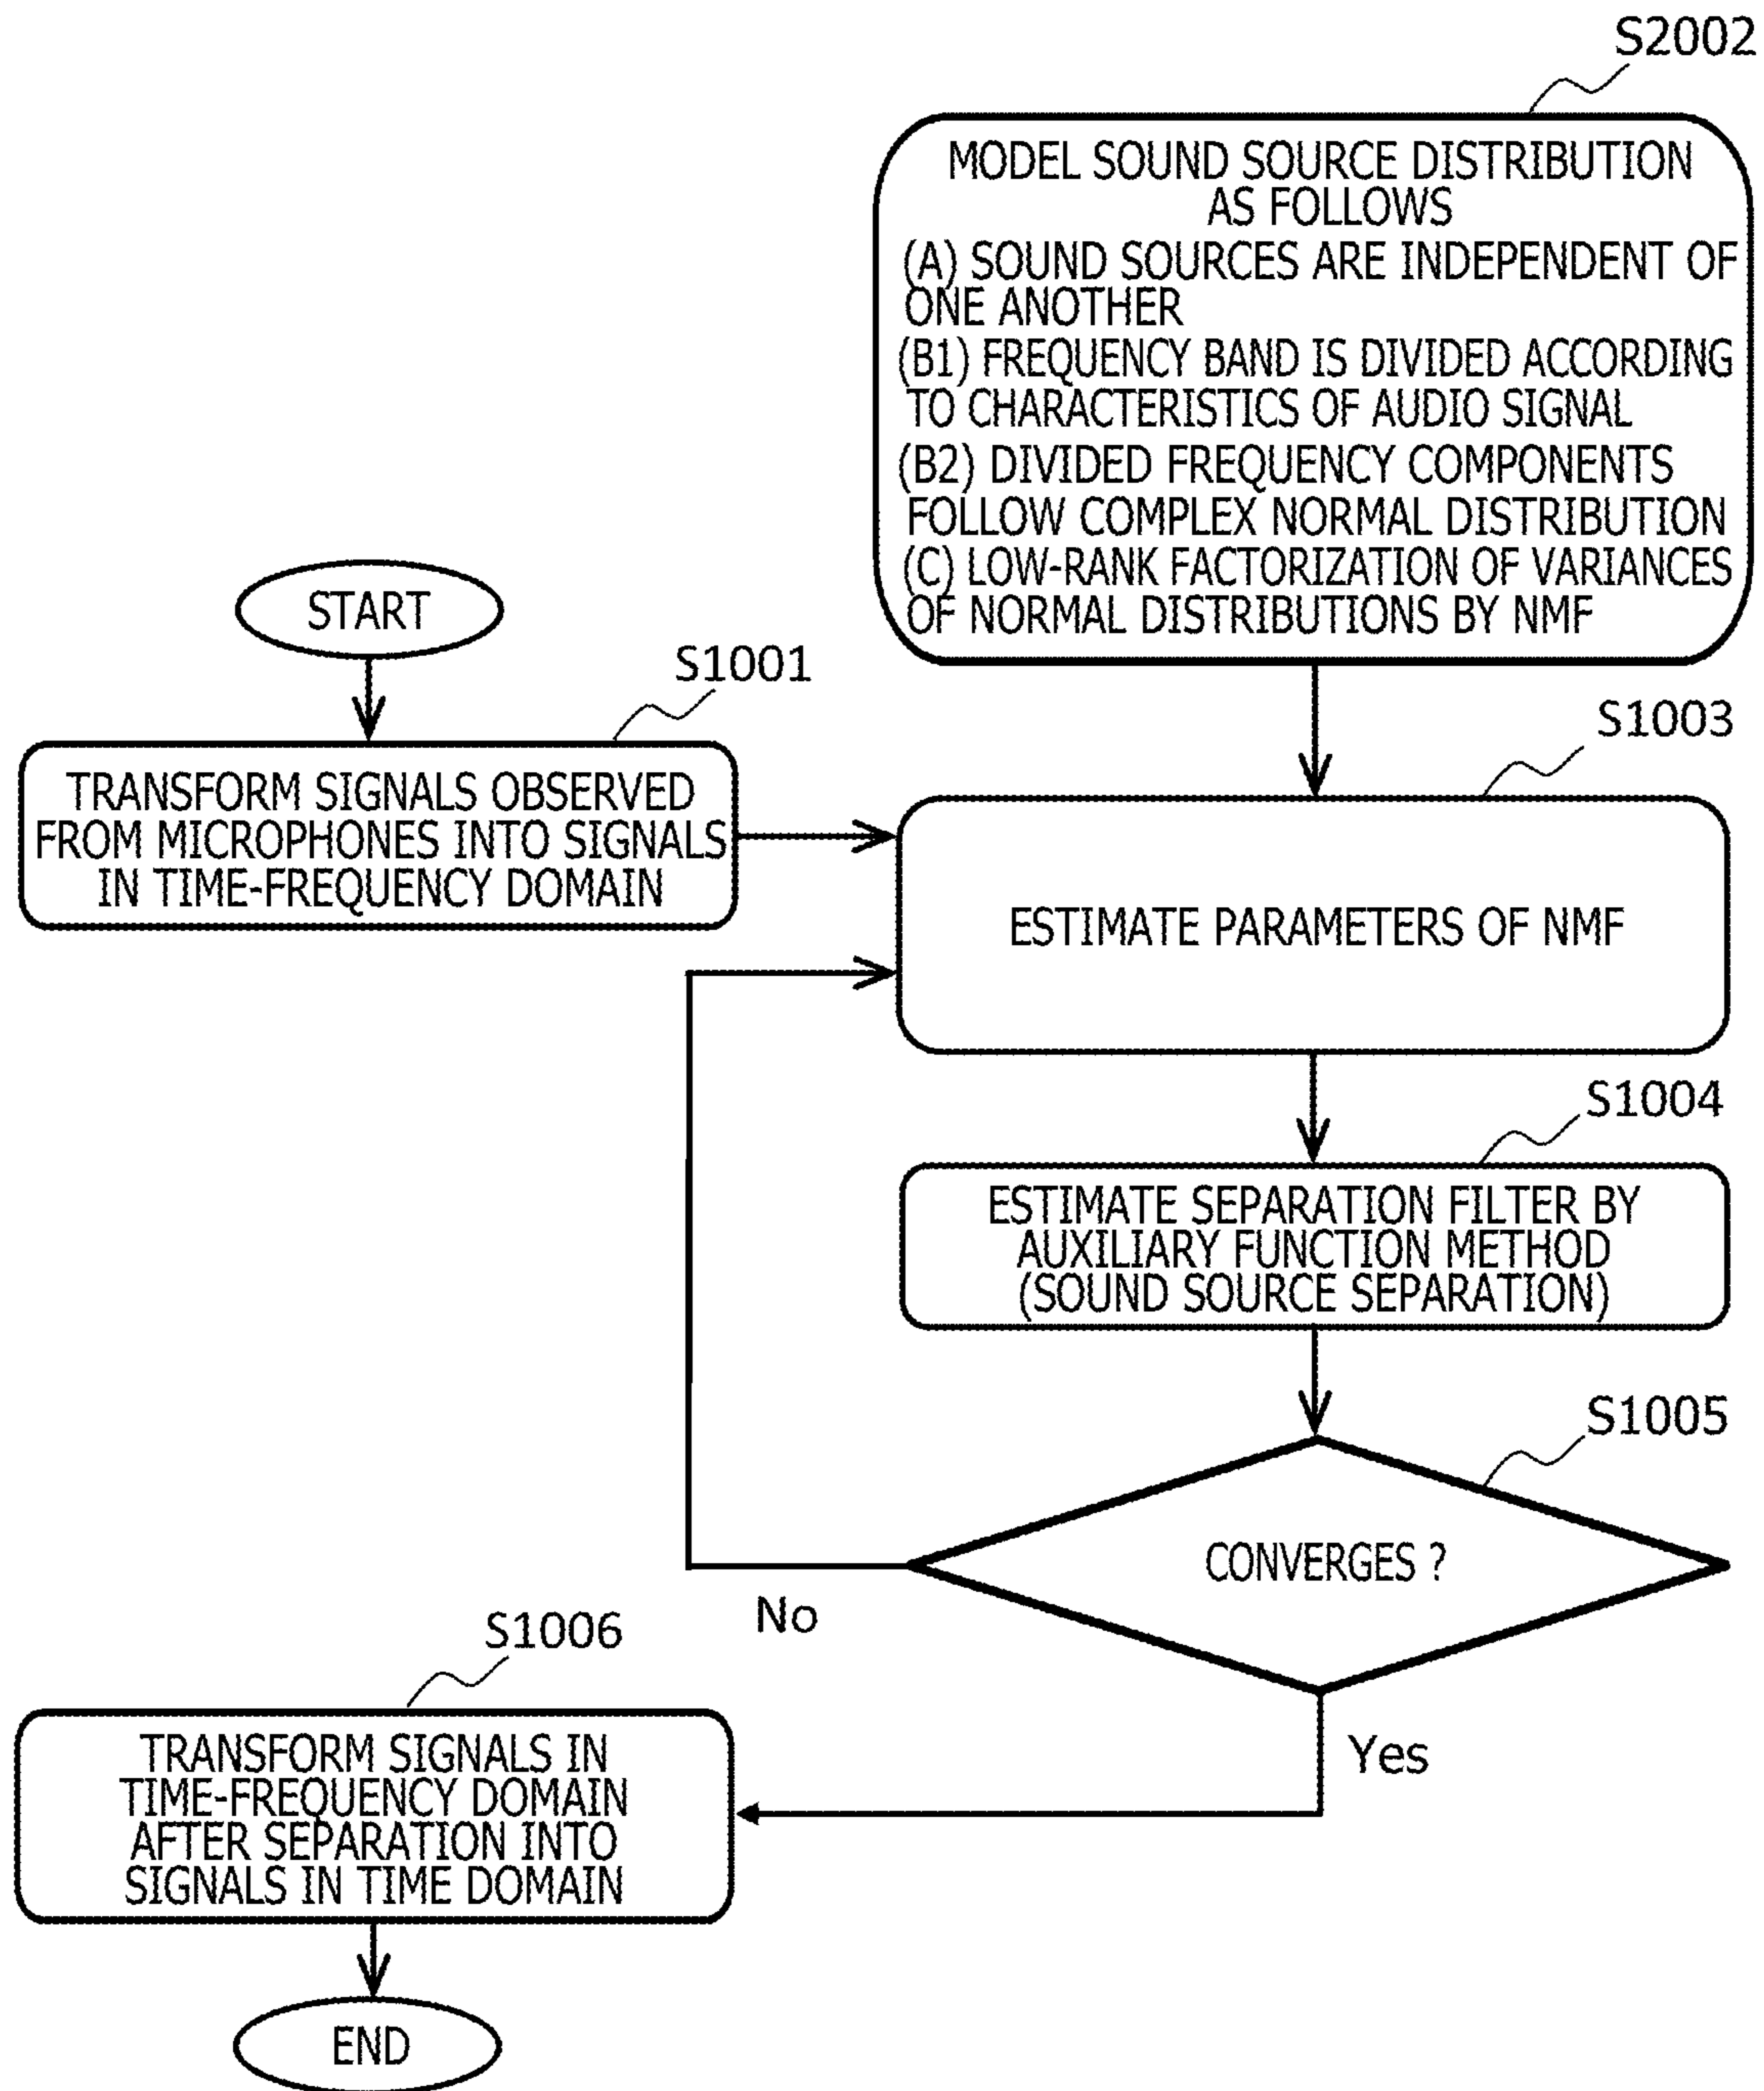 S2002
MODEL SOUND SOURCE DISTRIBUTION
AS FOLLOWS
(A) SOUND SOURCES ARE INDEPENDENT OF
ONE ANOTHER
(B1) FREQUENCY BAND IS DIVIDED ACCORDING
TO CHARACTERISTICS OF AUDIO SIGNAL
(B2) DIVIDED FREQUENCY COMPONENTS
FOLLOW COMPLEX NORMAL DISTRIBUTION
(C) LOW-RANK FACTORIZATION OF VARIANCES
OF NORMAL DISTRIBUTIONS BY NMF
START
S1001
TRANSFORM SIGNALS OBSERVED
FROM MICROPHONES INTO SIGNALS
IN TIME-FREQUENCY DOMAIN
S1003
ESTIMATE PARAMETERS OF NMF
S1004
ESTIMATE SEPARATION FILTER BY
AUXILIARY FUNCTION METHOD
(SOUND SOURCE SEPARATION)
S1005
CONVERGES ?
No
Yes
S1006
TRANSFORM SIGNALS IN
TIME-FREQUENCY DOMAIN
AFTER SEPARATION INTO
SIGNALS IN TIME DOMAIN
END